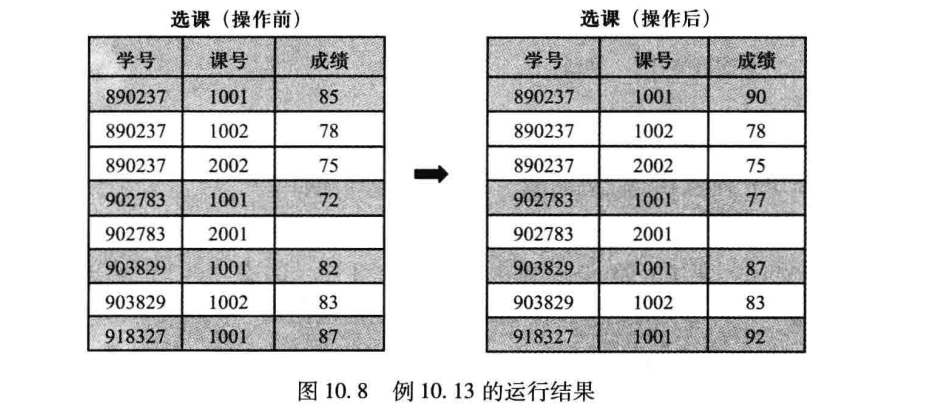 选课（操作前） 选课（操作后）
学号 课号 成绩 学号 课号 成绩
890237 1001 85 890237 1001 90
890237 1002 78 890237 1002 78
890237 2002 75 890237 2002 75
902783 1001 72 902783 1001 77
902783 2001 902783 2001
903829 1001 82 903829 1001 87
903829 1002 83 903829 1002 83
918327 1001 87 918327 1001 92
图 10.8 例 10.13 的运行结果